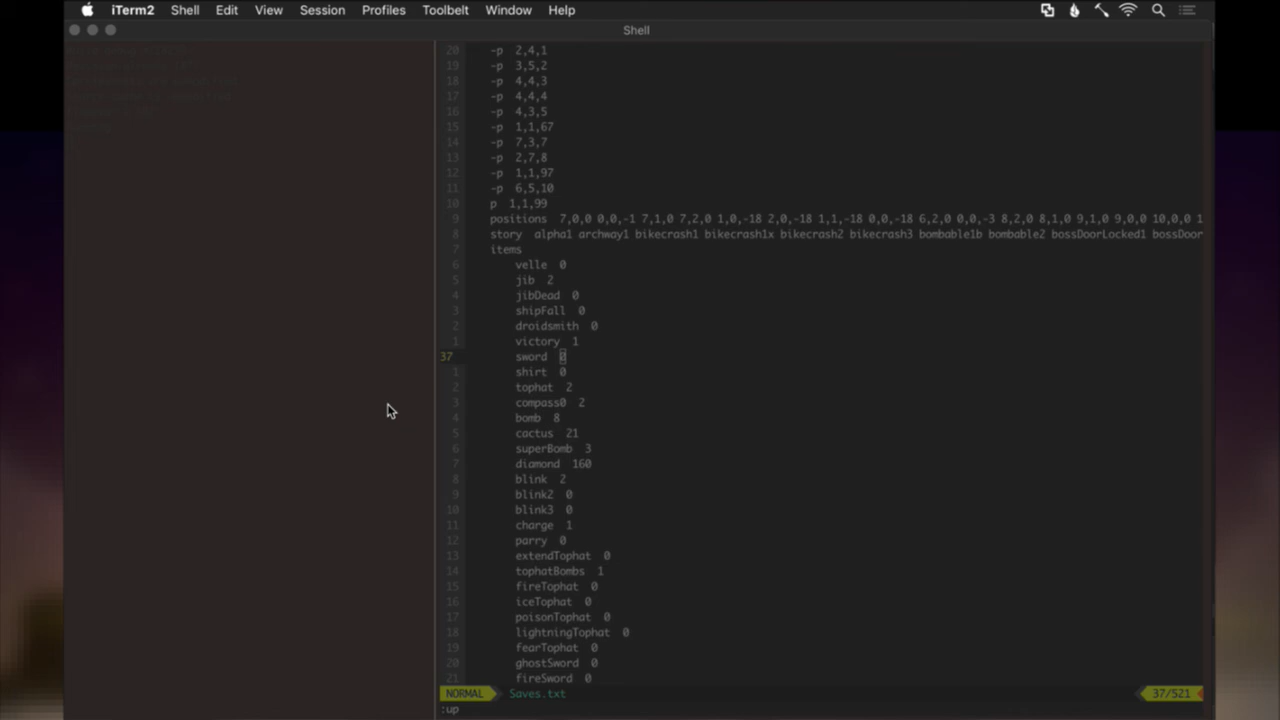 iTerm2 Shell Edit View Session Profiles Toolbelt Window Help
Shell
20 -p 2,4,1
19 -p 3,5,2
18 -p 4,4,3
17 -p 4,4,4
16 -p 4,3,5
15 -p 1,1,67
14 -p 7,3,7
13 -p 2,7,8
12 -p 1,1,97
11 -p 6,5,10
10 p 1,1,99
9 positions 7,0,0 0,0,-1 7,1,0 7,2,0 1,0,-18 2,0,-18 1,1,-18 0,0,-18 6,2,0 0,0,-3 8,2,0 8,1,0 9,1,0 9,0,0 10,0,0 1
8 story alpha1 archway1 bikecrash1 bikecrash1x bikecrash2 bikecrash3 bombable1b bombable2 bossDoorLocked1 bossDoor
7 items
6 velle 0
5 jib 2
4 jibDead 0
3 shipFall 0
2 droidsmith 0
1 victory 1
37 sword 0
1 shirt 0
2 tophat 2
3 compass0 2
4 bomb 8
5 cactus 21
6 superBomb 3
7 diamond 160
8 blink 2
9 blink2 0
10 blink3 0
11 charge 1
12 parry 0
13 extendTophat 0
14 tophatBombs 1
15 fireTophat 0
16 iceTophat 0
17 poisonTophat 0
18 lightningTophat 0
19 fearTophat 0
20 ghostSword 0
21 fireSword 0
NORMAL Saves.txt 37/521
:up